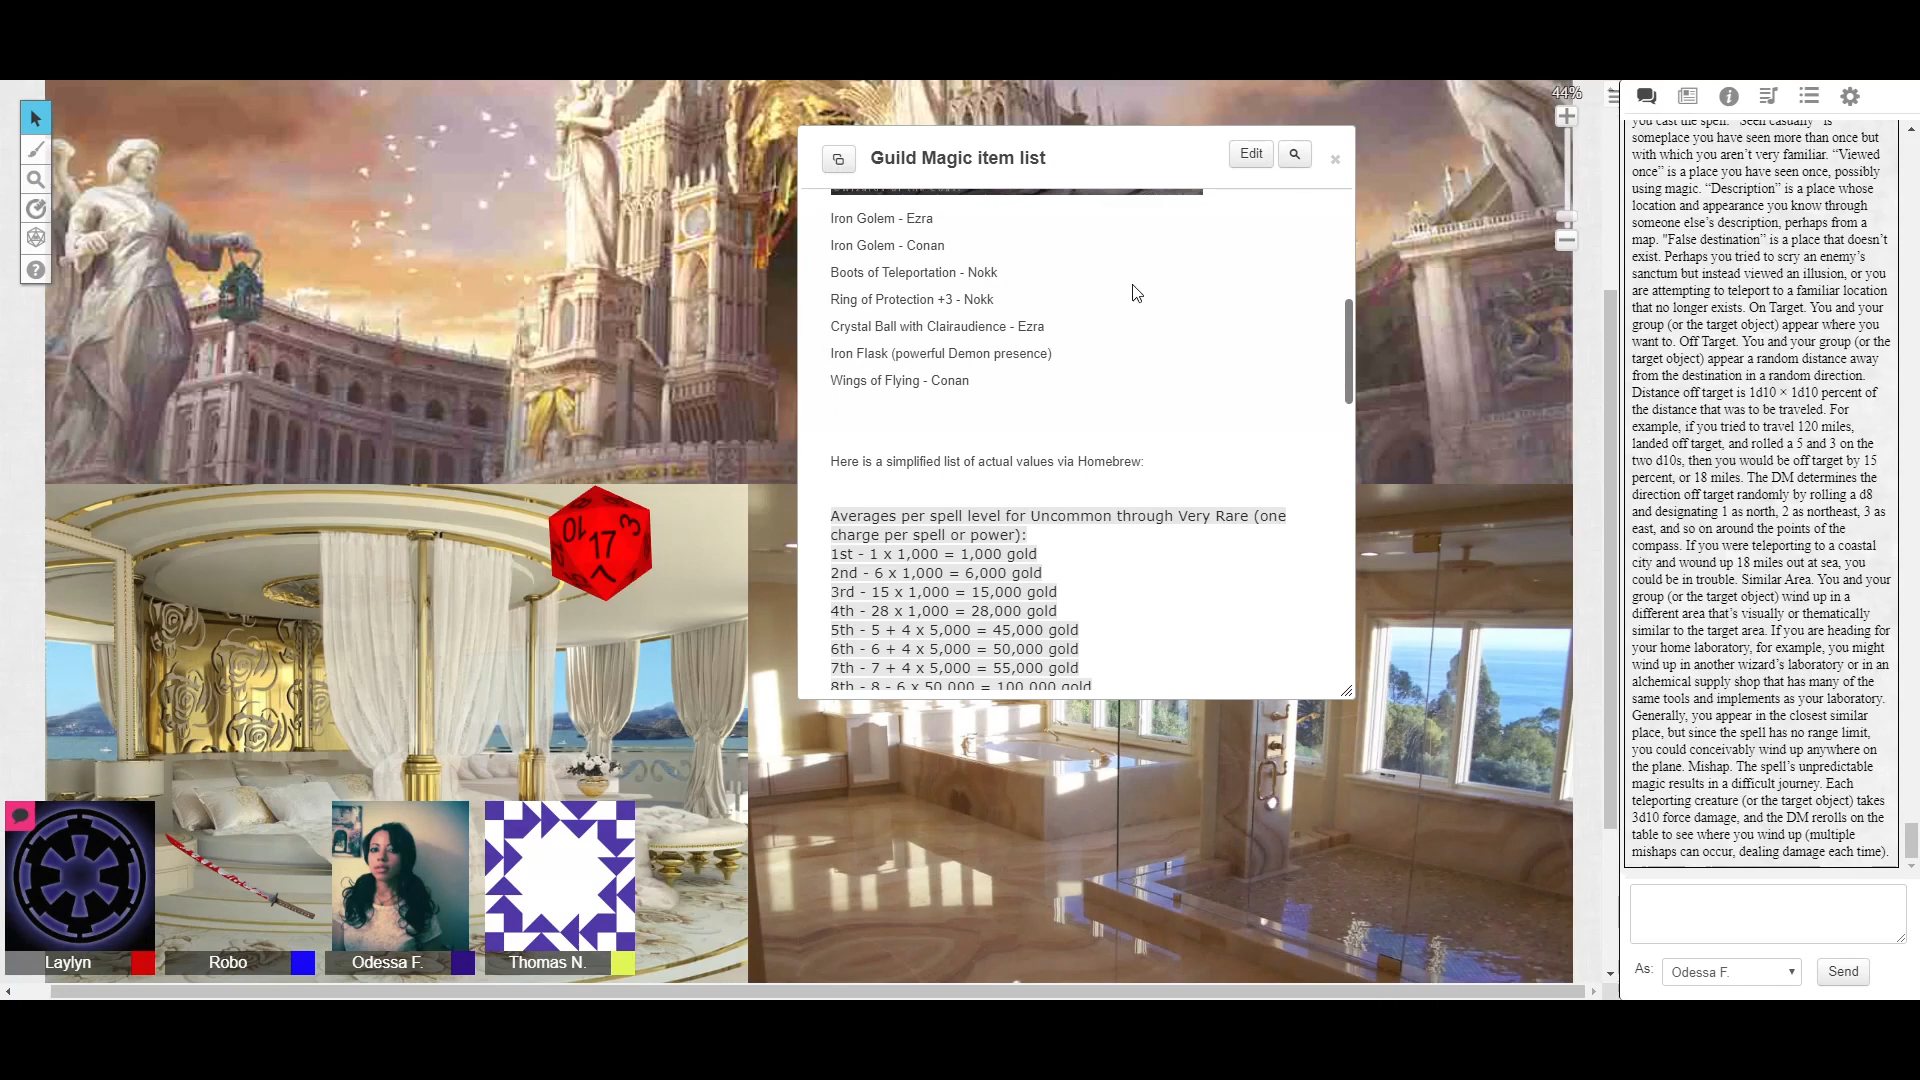 44%
Guild Magic item list
Edit
Iron Golem - Ezra
Iron Golem - Conan
Boots of Teleportation - Nokk
Ring of Protection +3 - Nokk
Crystal Ball with Clairaudience - Ezra
Iron Flask (powerful Demon presence)
Wings of Flying - Conan
Here is a simplified list of actual values via Homebrew:
Averages per spell level for Uncommon through Very Rare (one
charge per spell or power):
1st - 1 x 1,000 = 1,000 gold
2nd - 6 x 1,000 = 6,000 gold
3rd - 15 x 1,000 = 15,000 gold
4th - 28 x 1,000 = 28,000 gold
5th - 5 + 4 x 5,000 = 45,000 gold
6th - 6 + 4 x 5,000 = 50,000 gold
7th - 7 + 4 x 5,000 = 55,000 gold
8th - 8 - 6 x 50,000 = 100,000 gold
10
17
3
7
Laylyn
Robo
Odessa F.
Thomas N.
you cast the spell. "Seen casually" is
someplace you have seen more than once but
with which you aren't very familiar. “Viewed
once” is a place you have seen once, possibly
using magic. “Description” is a place whose
location and appearance you know through
someone else’s description, perhaps from a
map. "False destination” is a place that doesn’t
exist. Perhaps you tried to scry an enemy’s
sanctum but instead viewed an illusion, or you
are attempting to teleport to a familiar location
that no longer exists. On Target. You and your
group (or the target object) appear where you
want to. Off Target. You and your group (or the
target object) appear a random distance away
from the destination in a random direction.
Distance off target is 1d10 × 1d10 percent of
the distance that was to be traveled. For
example, if you tried to travel 120 miles,
landed off target, and rolled a 5 and 3 on the
two d10s, then you would be off target by 15
percent, or 18 miles. The DM determines the
direction off target randomly by rolling a d8
and designating 1 as north, 2 as northeast, 3 as
east, and so on around the points of the
compass. If you were teleporting to a coastal
city and wound up 18 miles out at sea, you
could be in trouble. Similar Area. You and your
group (or the target object) wind up in a
different area that’s visually or thematically
similar to the target area. If you are heading for
your home laboratory, for example, you might
wind up in another wizard’s laboratory or in an
alchemical supply shop that has many of the
same tools and implements as your laboratory.
Generally, you appear in the closest similar
place, but since the spell has no range limit,
you could conceivably wind up anywhere on
the plane. Mishap. The spell’s unpredictable
magic results in a difficult journey. Each
teleporting creature (or the target object) takes
3d10 force damage, and the DM rerolls on the
table to see where you wind up (multiple
mishaps can occur, dealing damage each time).
As:
Odessa F.
Send